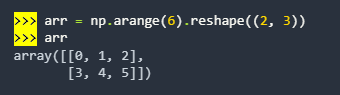 >>> arr = np.arange(6).reshape((2, 3))
>>> arr
array([[0, 1, 2],
       [3, 4, 5]])